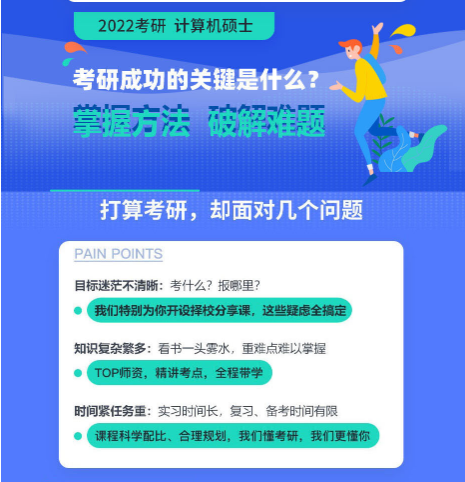 2022考研 计算机硕士
考研成功的关键是什么？
掌握方法 破解难题
打算考研，却面对几个问题
PAIN POINTS
目标迷茫不清晰：考什么？报哪里？
我们特别为你开设择校分享课，这些疑虑全搞定
知识复杂繁多：看书一头雾水，重难点难以掌握
TOP师资，精讲考点，全程带学
时间紧任务重：实习时间长，复习、备考时间有限
课程科学配比、合理规划，我们懂考研，我们更懂你